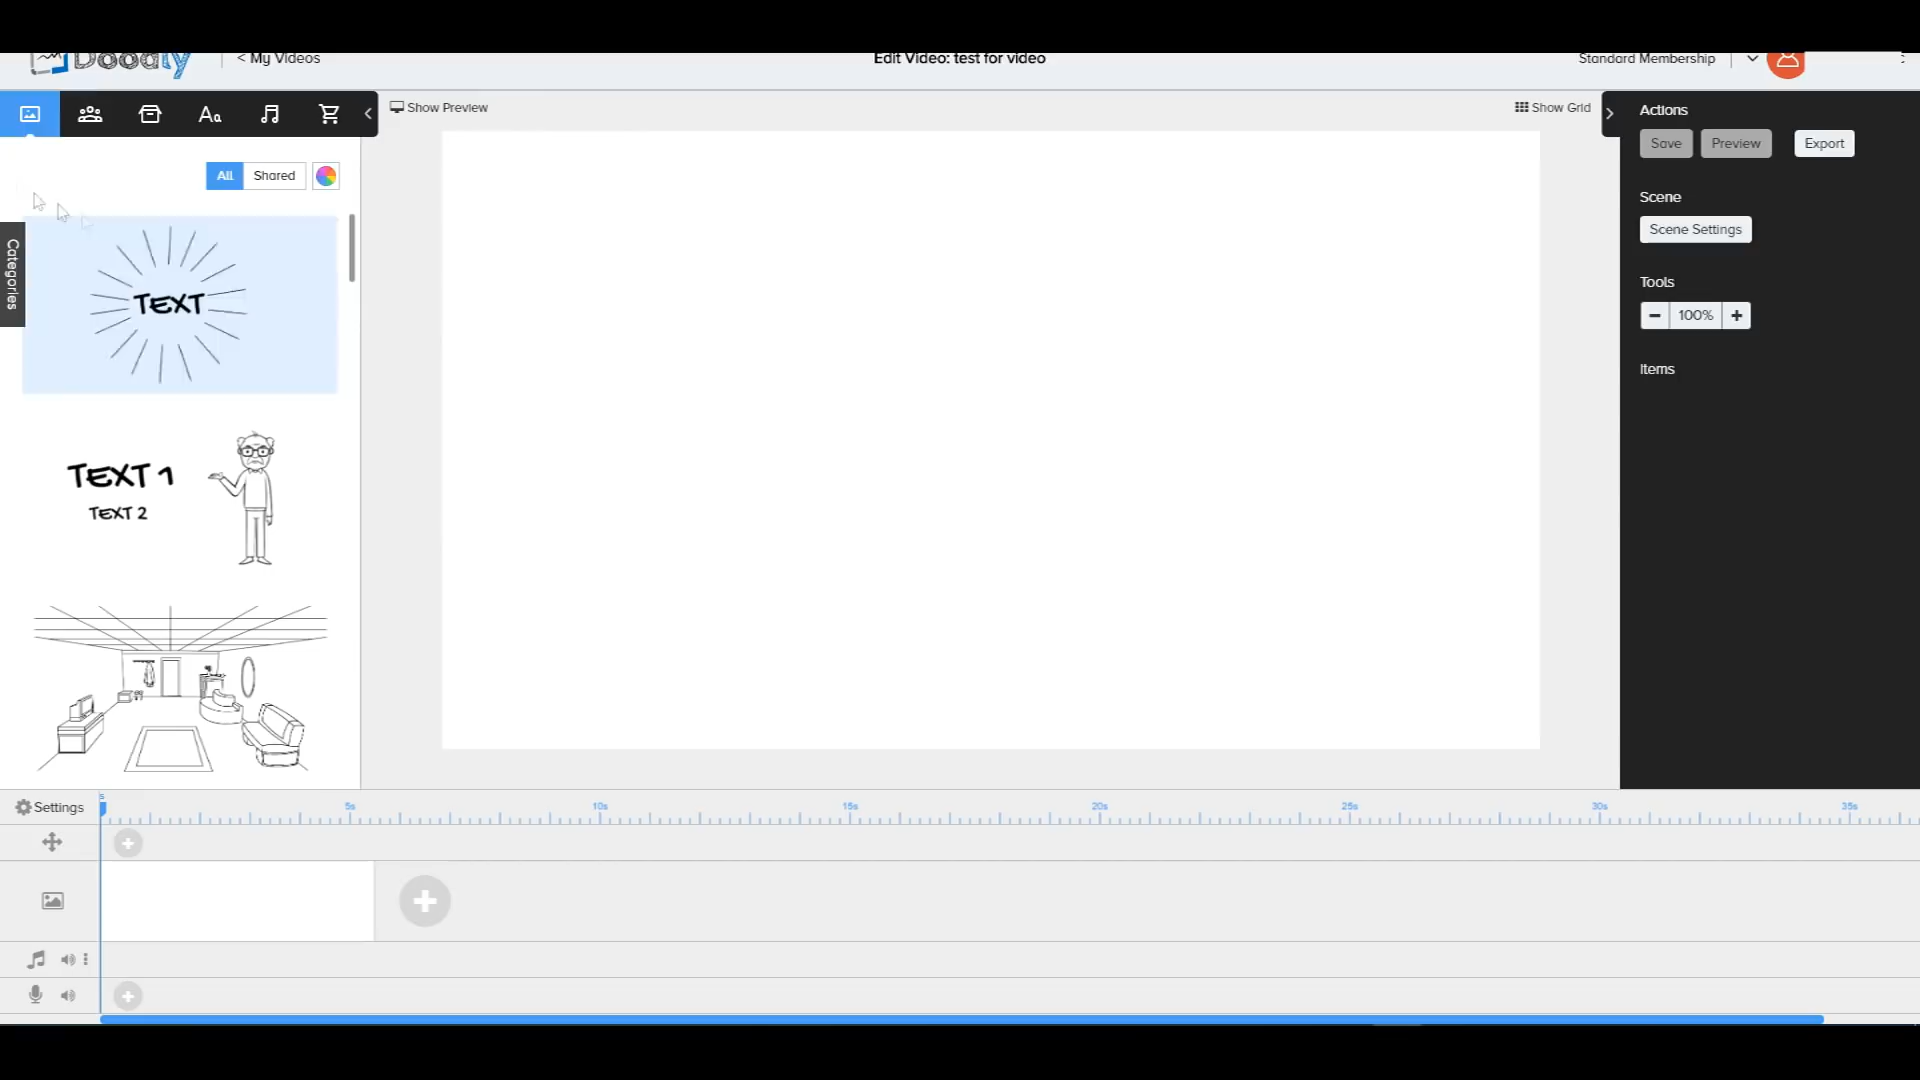 Doodly
< My Videos
Edit Video: test for video
Standard Membership
Aa
Show Preview
Show Grid
Actions
Save
Preview
Export
All
Shared
Categories
Scene
Scene Settings
Tools
100%
Items
TEXT
TEXT 1
TEXT 2
Settings
s
5s
10s
15s
20s
25s
30s
35s